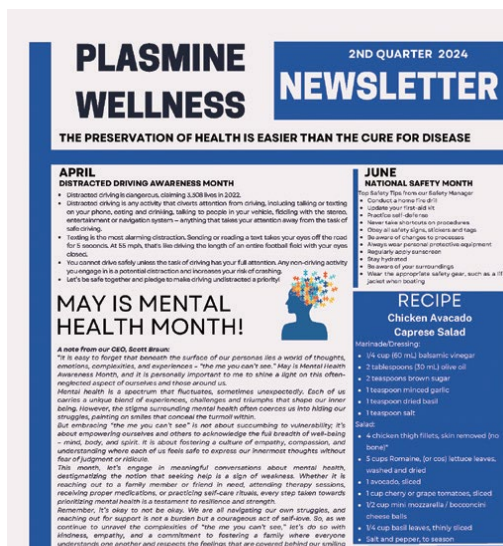 PLASMINE
WELLNESS
2ND QUARTER 2024
NEWSLETTER
THE PRESERVATION OF HEALTH IS EASIER THAN THE CURE FOR DISEASE
APRIL
DISTRACTED DRIVING AWARENESS MONTH
Distracted driving is dangerous, claiming 3,308 lives in 2022.
Distracted driving is any activity that diverts attention from driving, including talking or texting
on your phone, eating and drinking, talking to people in your vehicle, fiddling with the stereo,
entertainment or navigation system – anything that takes your attention away from the task of
safe driving.
Texting is the most alarming distraction. Sending or reading a text takes your eyes off the road
for 5 seconds. At 55 mph, that's like driving the length of an entire football field with your eyes
closed.
You cannot drive safely unless the task of driving has your full attention. Any non-driving activity
you engage in is a potential distraction and increases your risk of crashing.
Let's be safe together and pledge to make driving undistracted a priority!
JUNE
NATIONAL SAFETY MONTH
Top Safety Tips from our Safety Manager
Conduct a home fire drill
Update your first-aid kit
Practice self-defense
Never take shortcuts on procedures
Obey all safety signs, stickers and tags
Be aware of changes to processes
Always wear personal protective equipment
Regularly apply sunscreen
Stay hydrated
Be aware of your surroundings
Wear the appropriate safety gear, such as a
jacket when boating
MAY IS MENTAL
HEALTH MONTH!
A note from our CEO, Scott Braun:
"It is easy to forget that beneath the surface of our personas lies a world of thoughts,
emotions, complexities, and experiences – "the me you can't see." May is Mental Health
Awareness Month, and it is personally important to me to shine a light on this often-
neglected aspect of ourselves and those around us.
Mental health is a spectrum that fluctuates, sometimes unexpectedly. Each of us
carries a unique blend of experiences, challenges and triumphs that shape our inner
being. However, the stigma surrounding mental health often coerces us into hiding our
struggles, painting on smiles that conceal the turmoil within.
But embracing "the me you can't see" is not about succumbing to vulnerability; it's
about empowering ourselves and others to acknowledge the full breadth of well-being
– mind, body, and spirit. It is about fostering a culture of empathy, compassion, and
understanding where each of us feels safe to express our innermost thoughts without
fear of judgment or ridicule.
This month, let's engage in meaningful conversations about mental health,
destigmatizing the notion that seeking help is a sign of weakness. Whether it is
reaching out to a family member or friend in need, attending therapy sessions,
receiving proper medications, or practicing self-care rituals, every step taken towards
prioritizing mental health is a testament to resilience and strength.
Remember, it's okay to not be okay. We are all navigating our own struggles, and
reaching out for support is not a burden but a courageous act of self-love. So, as we
continue to unravel the complexities of "the me you can't see," let's do so with
kindness, empathy, and a commitment to fostering a family where everyone
understands one another and respects the feelings that are covered behind our smiling
RECIPE
Chicken Avacado
Caprese Salad
Marinade/Dressing:
1/4 cup (60 mL) balsamic vinegar
2 tablespoons (30 mL) olive oil
2 teaspoons brown sugar
1 teaspoon minced garlic
1 teaspoon dried basil
1 teaspoon salt
Salad:
4 chicken thigh fillets, skin removed (no
bone)*
5 cups Romaine, (or cos) lettuce leaves,
washed and dried
1 avocado, sliced
1 cup cherry or grape tomatoes, sliced
1/2 cup mini mozzarella / bocconcini
cheese balls
1/4 cup basil leaves, thinly sliced
Salt and pepper, to season